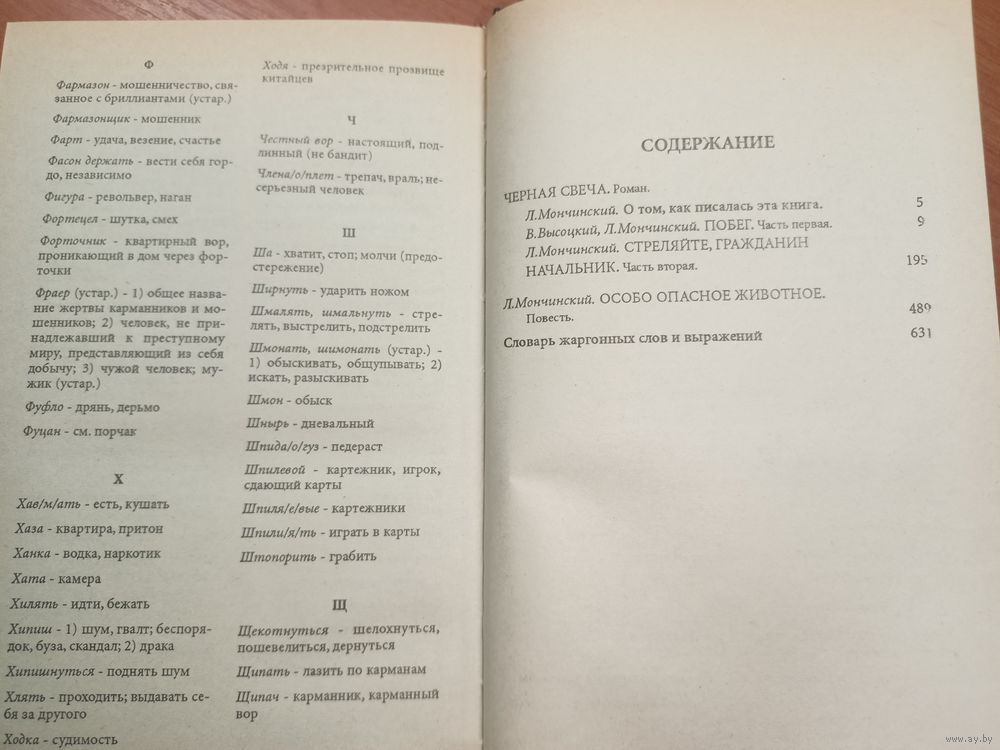 Ф
Фармазон - мошенничество, свя-
занное с бриллиантами (устар.)
Фармазонщик - мошенник
Фарт - удача, везение, счастье
Фасон держать - вести себя гор-
до, независимо
Фигура - револьвер, наган
Фортецел - шутка, смех
Форточник - квартирный вор,
проникающий в дом через фор-
точки
Фраер (устар.) - 1) общее назва-
ние жертвы карманников и мо-
шенников; 2) человек, не при-
надлежавший к преступному
миру, представляющий из себя
добычу; 3) чужой человек; му-
жик (устар.)
Фуфло - дрянь, дерьмо
Фуцан - см. порчак
Х
Хав/м/ать - есть, кушать
Хаза - квартира, притон
Ханка - водка, наркотик
Хата - камера
Хилять - идти, бежать
Хипиш - 1) шум, гвалт; беспоря-
док, буза, скандал; 2) драка
Хипишнуться - поднять шум
Хлять - проходить; выдавать се-
бя за другого
Ходка - судимость
Ходя - презрительное прозвище
китайцев
Ч
Честный вор - настоящий, под-
линный (не бандит)
Члена/о/плет - трепач, враль; не-
серьезный человек
Ш
Ша - хватит, стоп; молчи (предо-
стережение)
Ширнуть - ударить ножом
Шмалять, шмальнуть - стре-
лять, выстрелить, подстрелить
Шмонать, шимонать (устар.) -
1) обыскивать, общупывать; 2)
искать, разыскивать
Шмон - обыск
Шнырь - дневальный
Шпида/о/гуз - педераст
Шпилевой - картежник, игрок,
сдающий карты
Шпиля/е/вые - картежники
Шпили/я/ть - играть в карты
Штопорить - грабить
Щ
Щекотнуться - шелохнуться,
пошевелиться, дернуться
Щипать - лазить по карманам
Щипач - карманник, карманный
вор
СОДЕРЖАНИЕ
ЧЕРНАЯ СВЕЧА. Роман.
Л.Мончинский. О том, как писалась эта книга. 5
В.Высоцкий, Л.Мончинский. ПОБЕГ. Часть первая. 9
Л.Мончинский. СТРЕЛЯЙТЕ, ГРАЖДАНИН
НАЧАЛЬНИК. Часть вторая. 195
Л.Мончинский. ОСОБО ОПАСНОЕ ЖИВОТНОЕ.
Повесть. 489
Словарь жаргонных слов и выражений 631
www.ay.by